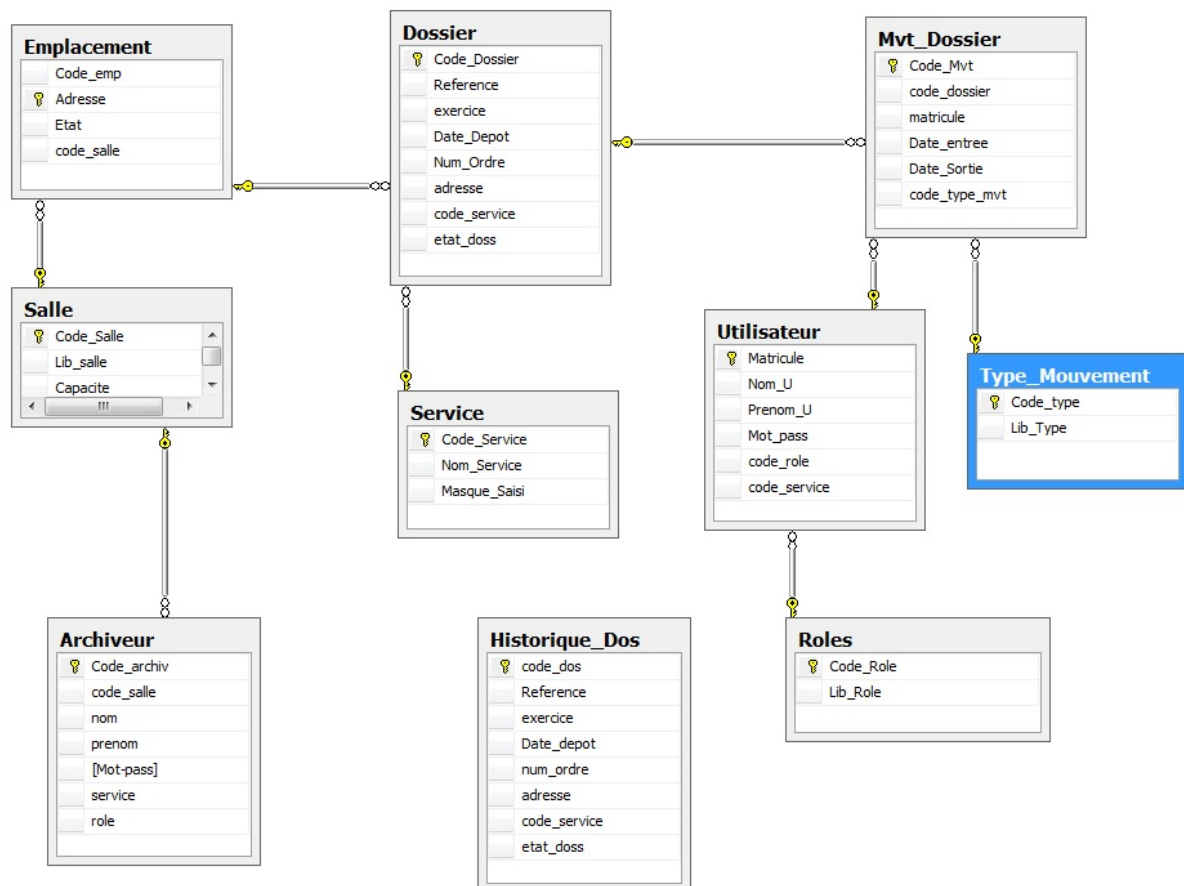 Emplacement
Code_emp
Adresse
Etat
code_salle
Dossier
Code_Dossier
Reference
exercice
Date_Depot
Num_Ordre
adresse
code_service
etat_doss
Mvt_Dossier
Code_Mvt
code_dossier
matricule
Date_entree
Date_Sortie
code_type_mvt
Salle
Code_Salle
Lib_salle
Capacite
Service
Code_Service
Nom_Service
Masque_Saisi
Utilisateur
Matricule
Nom_U
Prenom_U
Mot_pass
code_role
code_service
Type_Mouvement
Code_type
Lib_Type
Archiveur
Code_archiv
code_salle
nom
prenom
[Mot-pass]
service
role
Historique_Dos
code_dos
Reference
exercice
Date_depot
num_ordre
adresse
code_service
etat_doss
Roles
Code_Role
Lib_Role